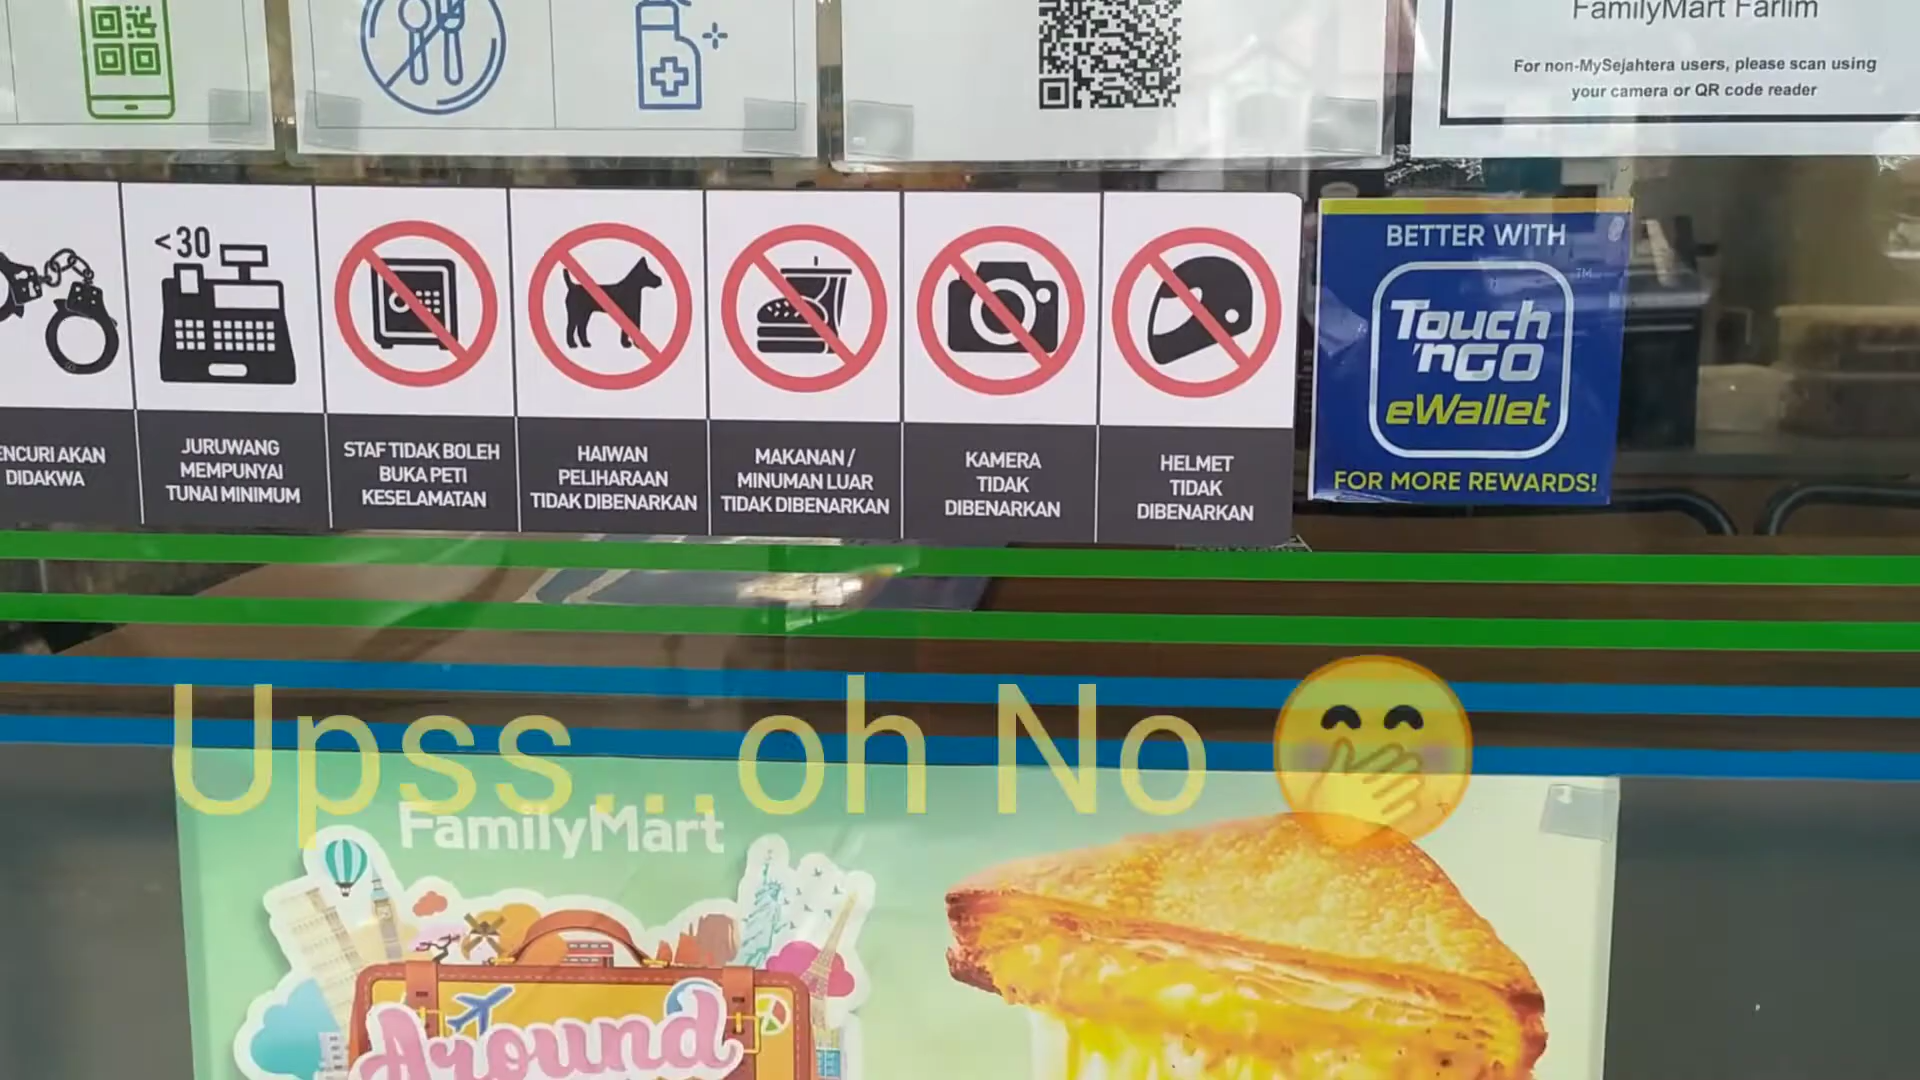 FamilyMart Farlim
For non-MySejahtera users, please scan using
your camera or QR code reader
<30
AKAN
DIDAKWA
JURUWANG
MEMPUNYAI
TUNAI MINIMUM
STAF TIDAK BOLEH
BUKA PETI
KESELAMATAN
HAIWAN
PELIHARAAN
TIDAK DIBENARKAN
MAKANAN /
MINUMAN LUAR
TIDAK DIBENARKAN
KAMERA
TIDAK
DIBENARKAN
HELMET
TIDAK
DIBENARKAN
BETTER WITH
Touch
'nGO
eWallet
TM
FOR MORE REWARDS!
Upss...oh No 🤭
FamilyMart
Around